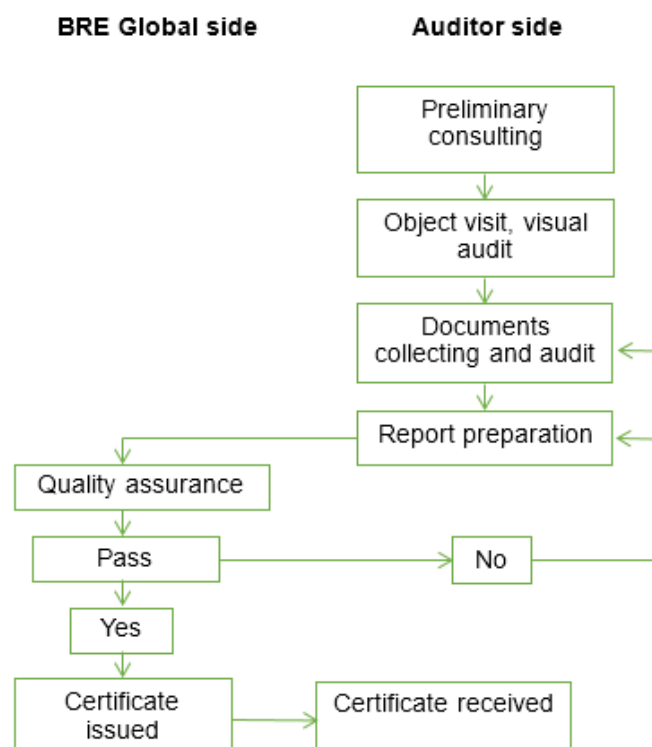 BRE Global side
Auditor side
Preliminary
consulting
Object visit, visual
audit
Documents
collecting and audit
Report preparation
Quality assurance
Pass
No
Yes
Certificate
issued
Certificate received